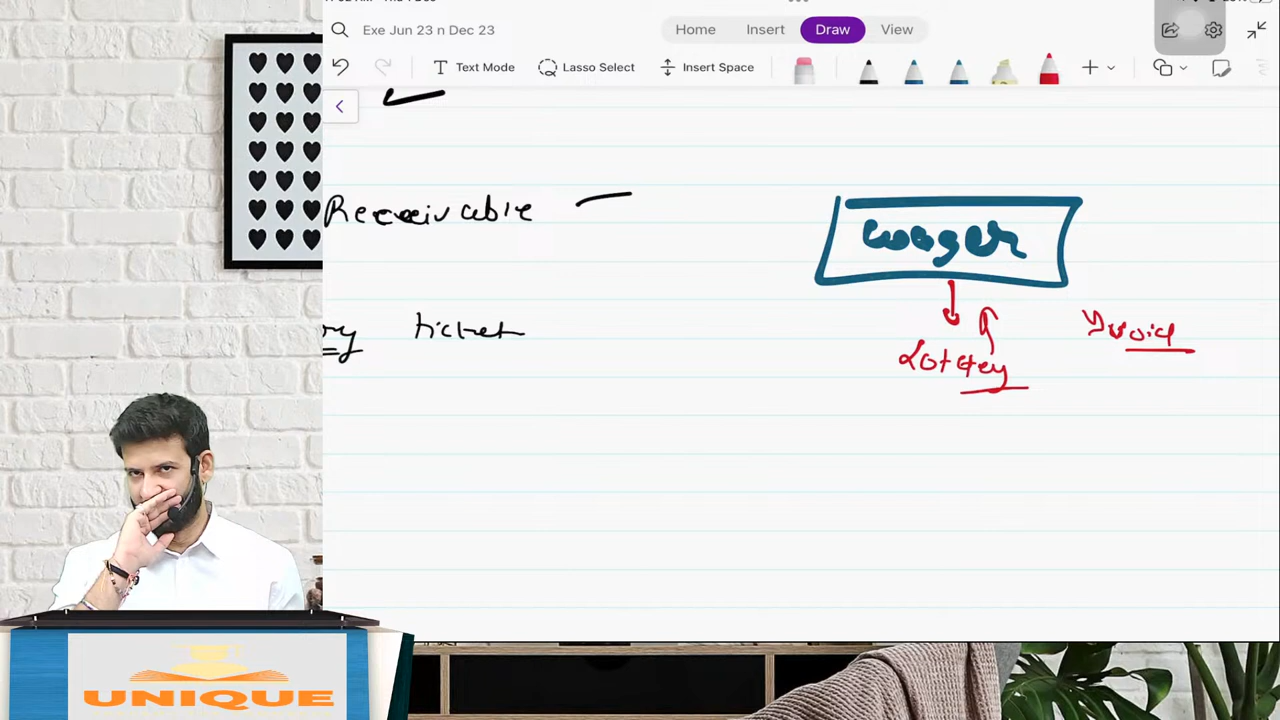 Exe Jun 23 n Dec 23
Home Insert Draw View
Text Mode Lasso Select Insert Space
Receivable
wager
ry ticket
void
Lottery
UNIQUE